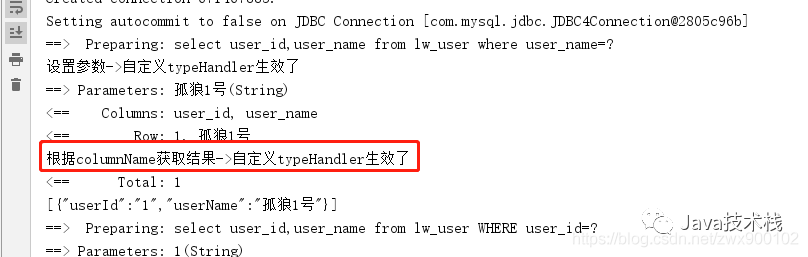 Setting autocommit to false on JDBC Connection [com.mysql.jdbc.JDBC4Connection@2805c96b]
==>  Preparing: select user_id,user_name from lw_user where user_name=?
设置参数->自定义typeHandler生效了
==> Parameters: 孤狼1号(String)
<==    Columns: user_id, user_name
<==        Row: 1, 孤狼1号
根据columnName获取结果->自定义typeHandler生效了
<==      Total: 1
[{"userId":"1","userName":"孤狼1号"}]
==>  Preparing: select user_id,user_name from lw_user WHERE user_id=?
==> Parameters: 1(String)
Java技术栈
https://blog.csdn.net/zwx900102